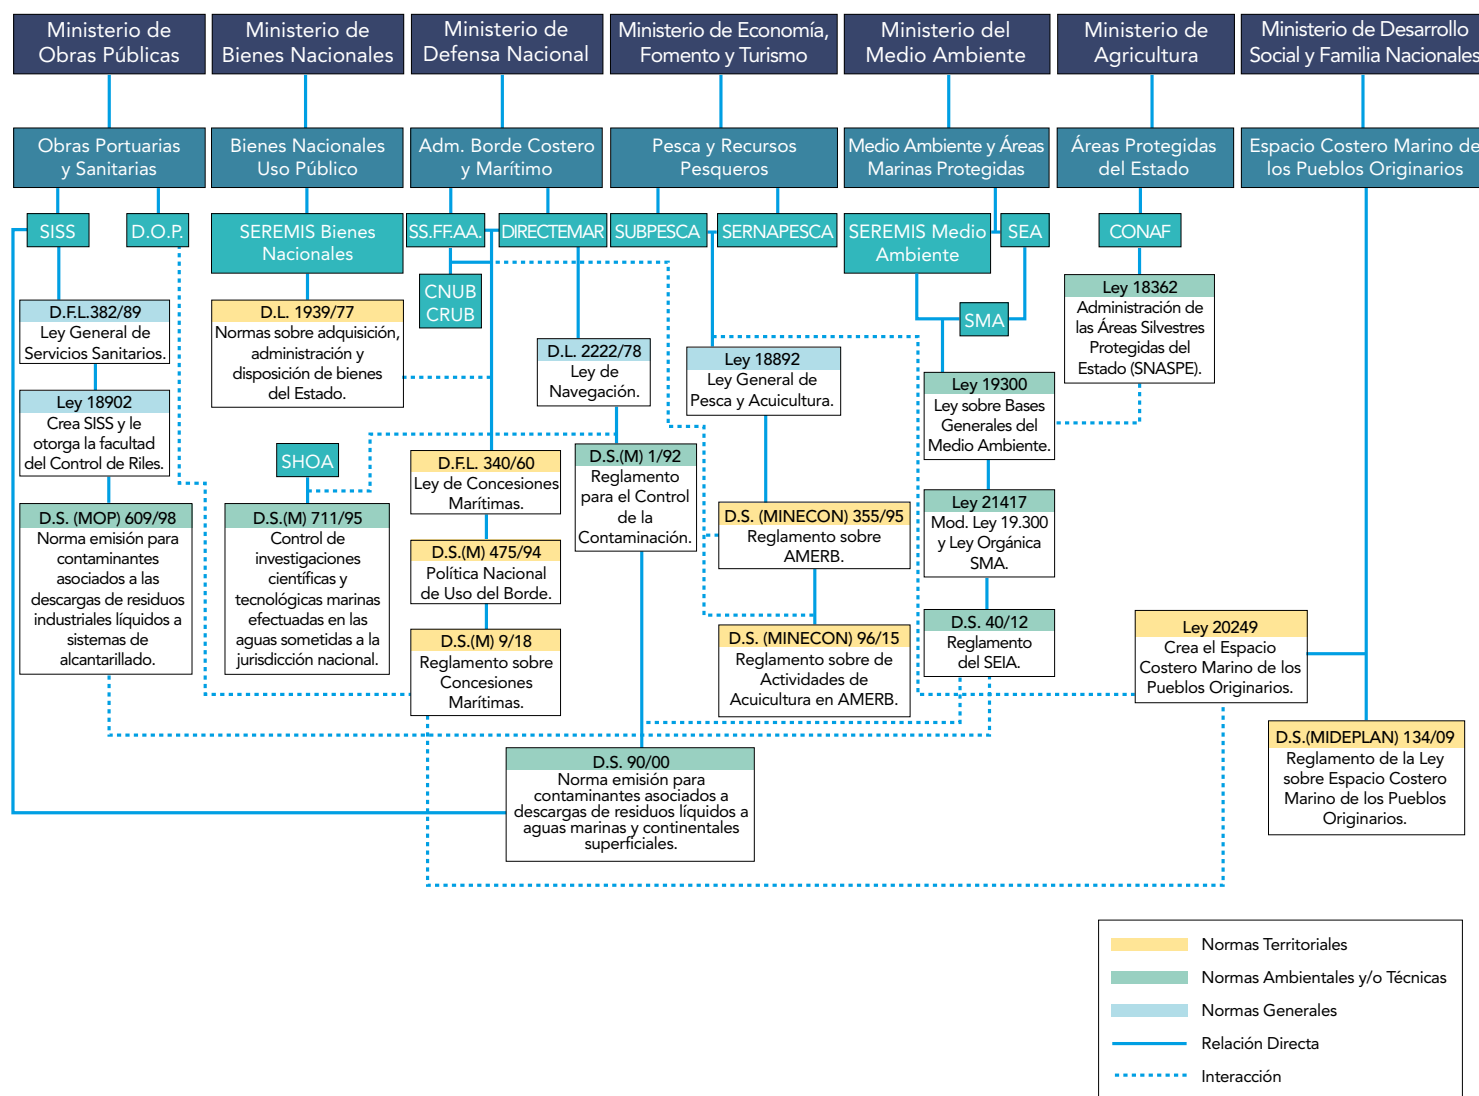 Ministerio de
Obras Públicas
Ministerio de
Bienes Nacionales
Ministerio de
Defensa Nacional
Ministerio de Economía,
Fomento y Turismo
Ministerio del
Medio Ambiente
Ministerio de
Agricultura
Ministerio de Desarrollo
Social y Familia Nacionales
Obras Portuarias
y Sanitarias
Bienes Nacionales
Uso Público
Adm. Borde Costero
y Marítimo
Pesca y Recursos
Pesqueros
Medio Ambiente y Áreas
Marinas Protegidas
Áreas Protegidas
del Estado
Espacio Costero Marino de
los Pueblos Originarios
SISS
D.O.P.
SEREMIS Bienes
Nacionales
SS.FF.AA.
DIRECTEMAR
SUBPESCA
SERNAPESCA
SEREMIS Medio
Ambiente
SEA
CONAF
CNUB
CRUB
SMA
D.F.L.382/89
Ley General de
Servicios Sanitarios.
D.L. 1939/77
Normas sobre adquisición,
administración y
disposición de bienes
del Estado.
D.L. 2222/78
Ley de
Navegación.
Ley 18892
Ley General de
Pesca y Acuicultura.
Ley 18362
Administración de
las Áreas Silvestres
Protegidas del
Estado (SNASPE).
Ley 19300
Ley sobre Bases
Generales del
Medio Ambiente.
Ley 18902
Crea SISS y le
otorga la facultad
del Control de Riles.
SHOA
D.F.L. 340/60
Ley de Concesiones
Marítimas.
D.S.(M) 1/92
Reglamento
para el Control
de la
Contaminación.
D.S. (MOP) 609/98
Norma emisión para
contaminantes
asociados a las
descargas de residuos
industriales líquidos a
sistemas de
alcantarillado.
D.S.(M) 711/95
Control de
investigaciones
científicas y
tecnológicas marinas
efectuadas en las
aguas sometidas a la
jurisdicción nacional.
D.S.(M) 475/94
Política Nacional
de Uso del Borde.
D.S. (MINECON) 355/95
Reglamento sobre
AMERB.
Ley 21417
Mod. Ley 19.300
y Ley Orgánica
SMA.
D.S.(M) 9/18
Reglamento sobre
Concesiones
Marítimas.
D.S. (MINECON) 96/15
Reglamento sobre de
Actividades de
Acuicultura en AMERB.
D.S. 40/12
Reglamento
del SEIA.
Ley 20249
Crea el Espacio
Costero Marino de los
Pueblos Originarios.
D.S. 90/00
Norma emisión para
contaminantes asociados a
descargas de residuos líquidos a
aguas marinas y continentales
superficiales.
D.S.(MIDEPLAN) 134/09
Reglamento de la Ley
sobre Espacio Costero
Marino de los Pueblos
Originarios.
Normas Territoriales
Normas Ambientales y/o Técnicas
Normas Generales
Relación Directa
Interacción